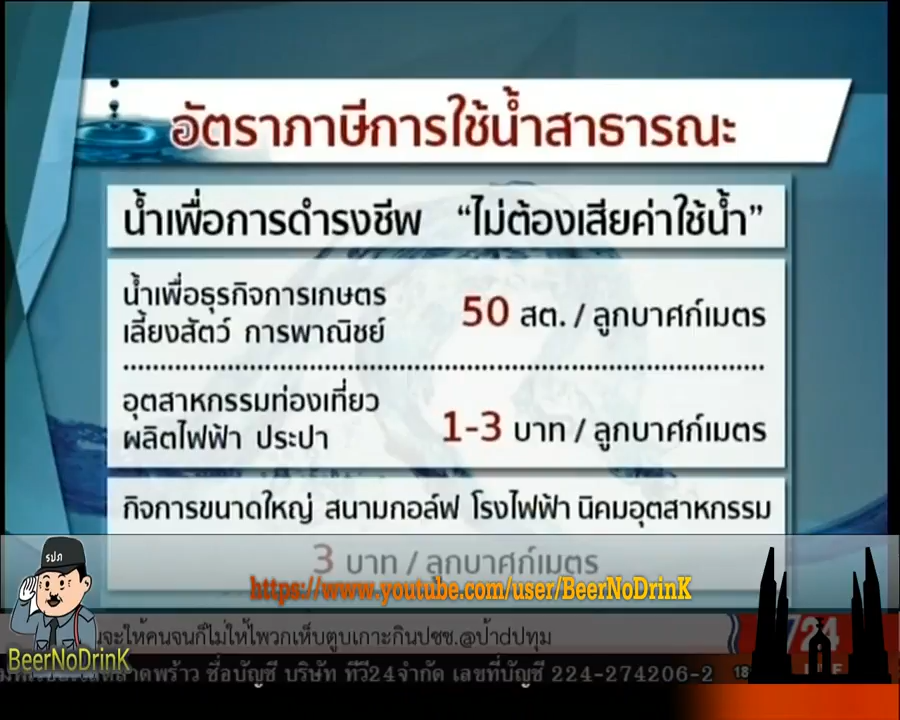 อัตราภาษีการใช้น้ำสาธารณะ
น้ำเพื่อการดำรงชีพ “ไม่ต้องเสียค่าใช้น้ำ”
น้ำเพื่อธุรกิจการเกษตร
เลี้ยงสัตว์ การพาณิชย์
50 สต. / ลูกบาศก์เมตร
อุตสาหกรรมท่องเที่ยว
ผลิตไฟฟ้า ประปา
1-3 บาท / ลูกบาศก์เมตร
กิจการขนาดใหญ่ สนามกอล์ฟ โรงไฟฟ้า นิคมอุตสาหกรรม
3 บาท / ลูกบาศก์เมตร
https://www.youtube.com/user/BeerNoDrinK
รปภ
จะให้คนจนก็ไม่ให้ไพวกเห็บตูบเกาะกินปชช.@ป้าdปทุม
24
BeerNoDrinK
ลาดพร้าว ชื่อบัญชี บริษัท ทีวี24จำกัด เลขที่บัญชี 224-274206-2